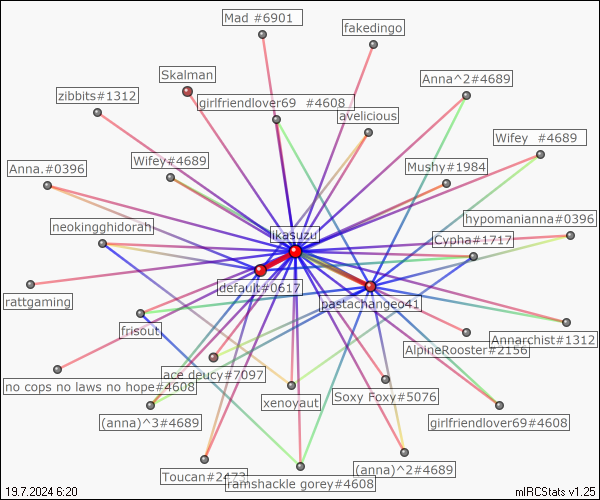 Mad #6901
fakedingo
Skalman
Anna^2#4689
zibbits#1312
girlfriendlover69  #4608
avelicious
Wifey  #4689
Wifey#4689
Mushy#1984
Anna.#0396
hypomanianna#0396
neokingghidorah
ikasuzu
Cypha#1717
default#0617
rattgaming
pastachangeo41
frisout
Annarchist#1312
AlpineRooster#2156
ace_deucy#7097
no cops no laws no hope#4608
Soxy Foxy#5076
xenoyaut
(anna)^3#4689
girlfriendlover69#4608
Toucan#2473
(anna)^2#4689
ramshackle gorey#4608
19.7.2024 6:20
mIRCStats v1.25